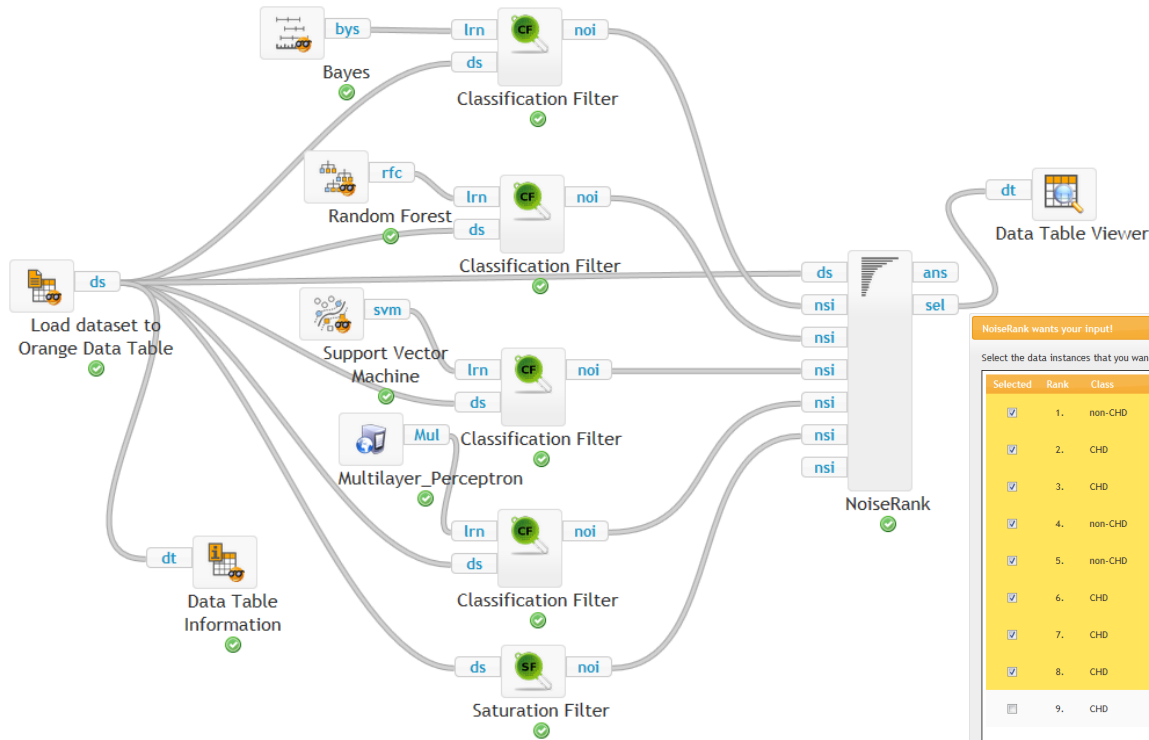 bys
Bayes
lrn
CF
noi
ds
Classification Filter
rfc
Random Forest
lrn
CF
noi
ds
Classification Filter
ds
Load dataset to
Orange Data Table
svm
Support Vector
Machine
lrn
CF
noi
ds
Classification Filter
Mul
Multilayer_Perceptron
lrn
CF
noi
ds
Classification Filter
dt
Data Table
Information
ds
SF
noi
Saturation Filter
ds
nsi
nsi
nsi
nsi
nsi
nsi
ans
sel
NoiseRank
dt
Data Table Viewer
NoiseRank wants your input!
Select the data instances that you wan
Selected Rank Class
1. non-CHD
2. CHD
3. CHD
4. non-CHD
5. non-CHD
6. CHD
7. CHD
8. CHD
9. CHD